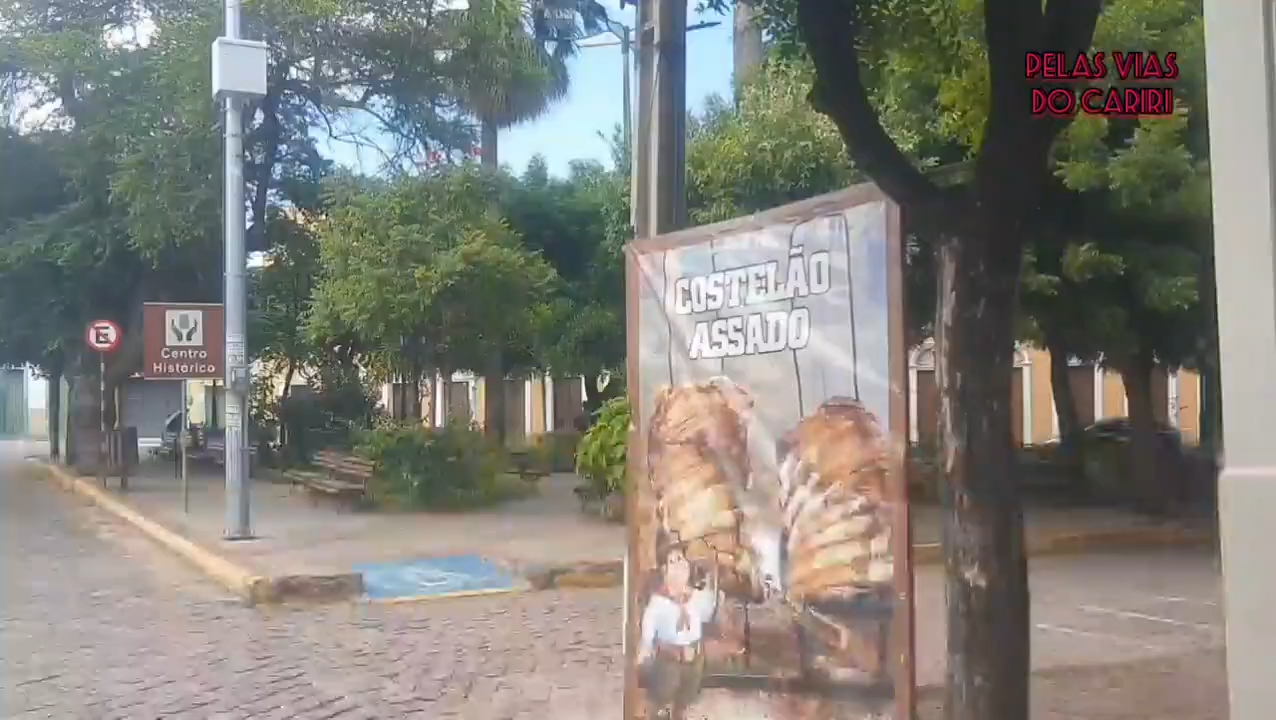 PELAS VIAS
DO CARIRI
COSTELÃO
ASSADO
E
Centro
Histórico